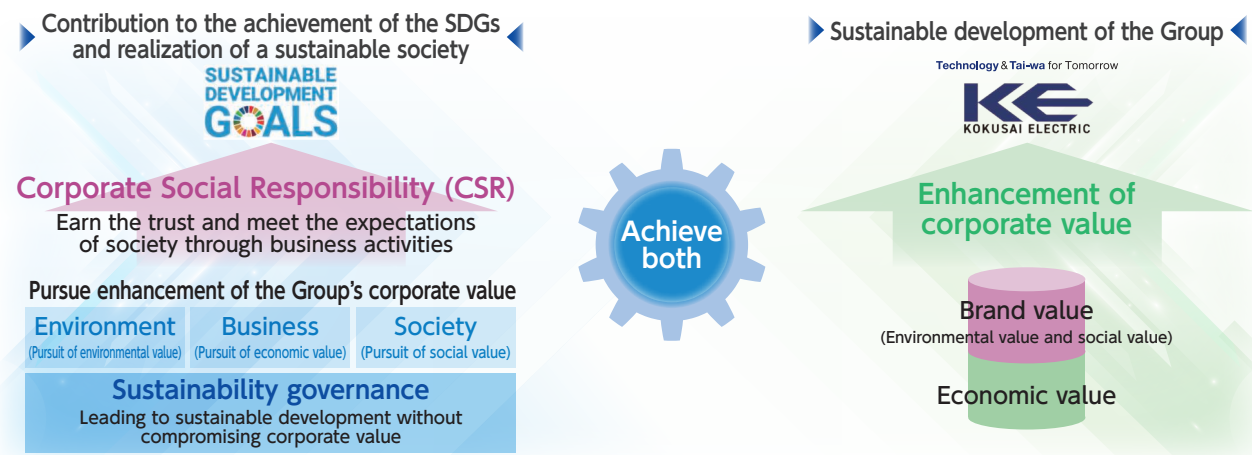 Contribution to the achievement of the SDGs
and realization of a sustainable society
SUSTAINABLE
DEVELOPMENT
GOALS
Corporate Social Responsibility (CSR)
Earn the trust and meet the expectations
of society through business activities
Pursue enhancement of the Group's corporate value
Environment
(Pursuit of environmental value)
Business
(Pursuit of economic value)
Society
(Pursuit of social value)
Sustainability governance
Leading to sustainable development without
compromising corporate value
Achieve
both
Sustainable development of the Group
Technology & Tai-wa for Tomorrow
KE
KOKUSAI ELECTRIC
Enhancement of
corporate value
Brand value
(Environmental value and social value)
Economic value